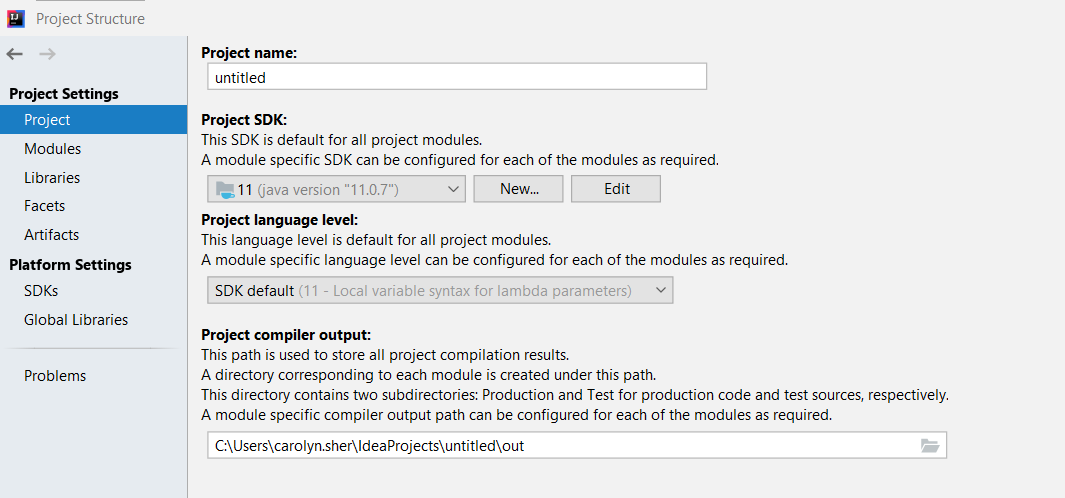 Project Structure
Project Settings
Project
Modules
Libraries
Facets
Artifacts
Platform Settings
SDKs
Global Libraries
Problems
Project name:
untitled
Project SDK:
This SDK is default for all project modules.
A module specific SDK can be configured for each of the modules as required.
11 (java version "11.0.7") New... Edit
Project language level:
This language level is default for all project modules.
A module specific language level can be configured for each of the modules as required.
SDK default (11 - Local variable syntax for lambda parameters)
Project compiler output:
This path is used to store all project compilation results.
A directory corresponding to each module is created under this path.
This directory contains two subdirectories: Production and Test for production code and test sources, respectively.
A module specific compiler output path can be configured for each of the modules as required.
C:\Users\carolyn.sher\IdeaProjects\untitled\out